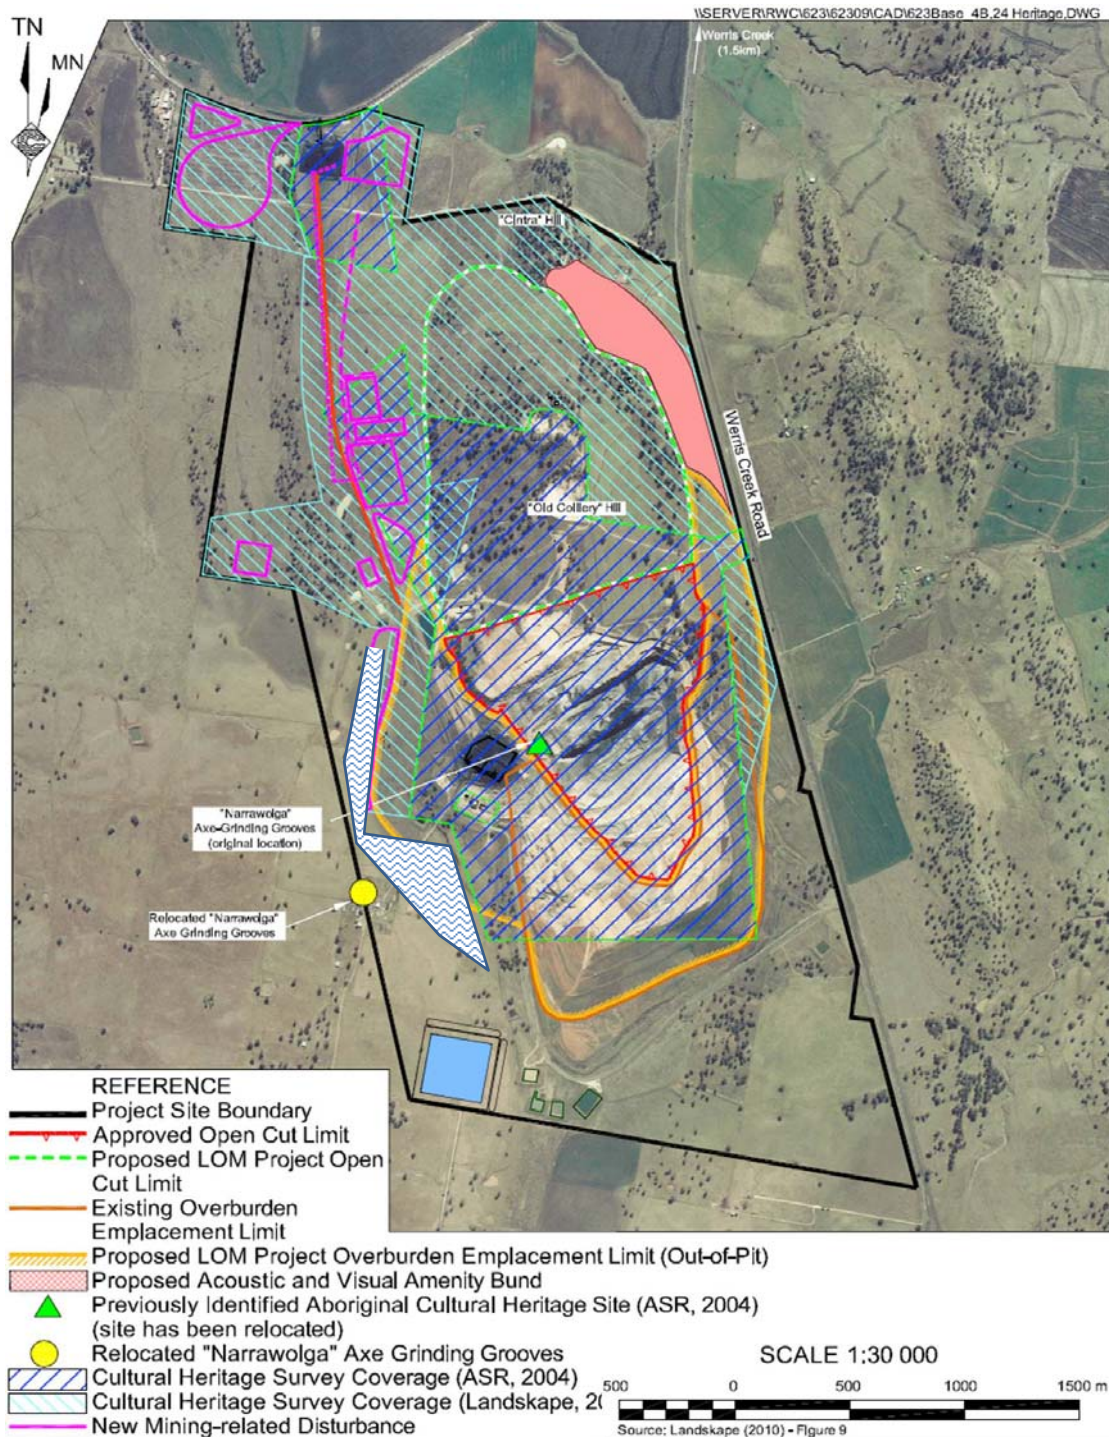 \\SERVER\RWC\623\62309\CAD\623Base_4B.24 Heritage.DWG
TN
MN
Werris Creek
(1.5km)
"Cintra" Hill
Werris Creek Road
"Old Colliery" Hill
"Narrawolga"
Axe-Grinding Grooves
(original location)
Relocated "Narrawolga"
Axe Grinding Grooves
REFERENCE
Project Site Boundary
Approved Open Cut Limit
Proposed LOM Project Open
Cut Limit
Existing Overburden
Emplacement Limit
Proposed LOM Project Overburden Emplacement Limit (Out-of-Pit)
Proposed Acoustic and Visual Amenity Bund
Previously Identified Aboriginal Cultural Heritage Site (ASR, 2004)
(site has been relocated)
Relocated "Narrawolga" Axe Grinding Grooves
Cultural Heritage Survey Coverage (ASR, 2004)
Cultural Heritage Survey Coverage (Landskape, 20
New Mining-related Disturbance
SCALE 1:30 000
500 0 500 1000 1500 m
Source: Landskape (2010) - Figure 9